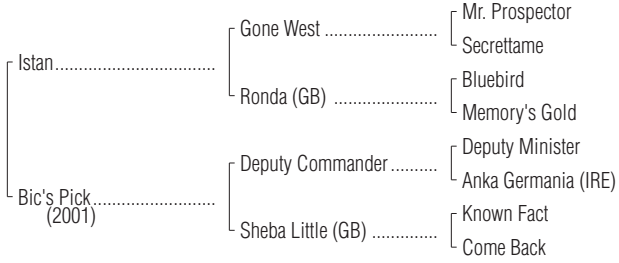 Mr. Prospector
Gone West ......................
Secrettame
Istan...............................
Bluebird
Ronda (GB) ....................
Memory's Gold
Deputy Minister
Deputy Commander..........
Anka Germania (IRE)
Bic's Pick.......................
(2001)
Known Fact
Sheba Little (GB) .............
Come Back